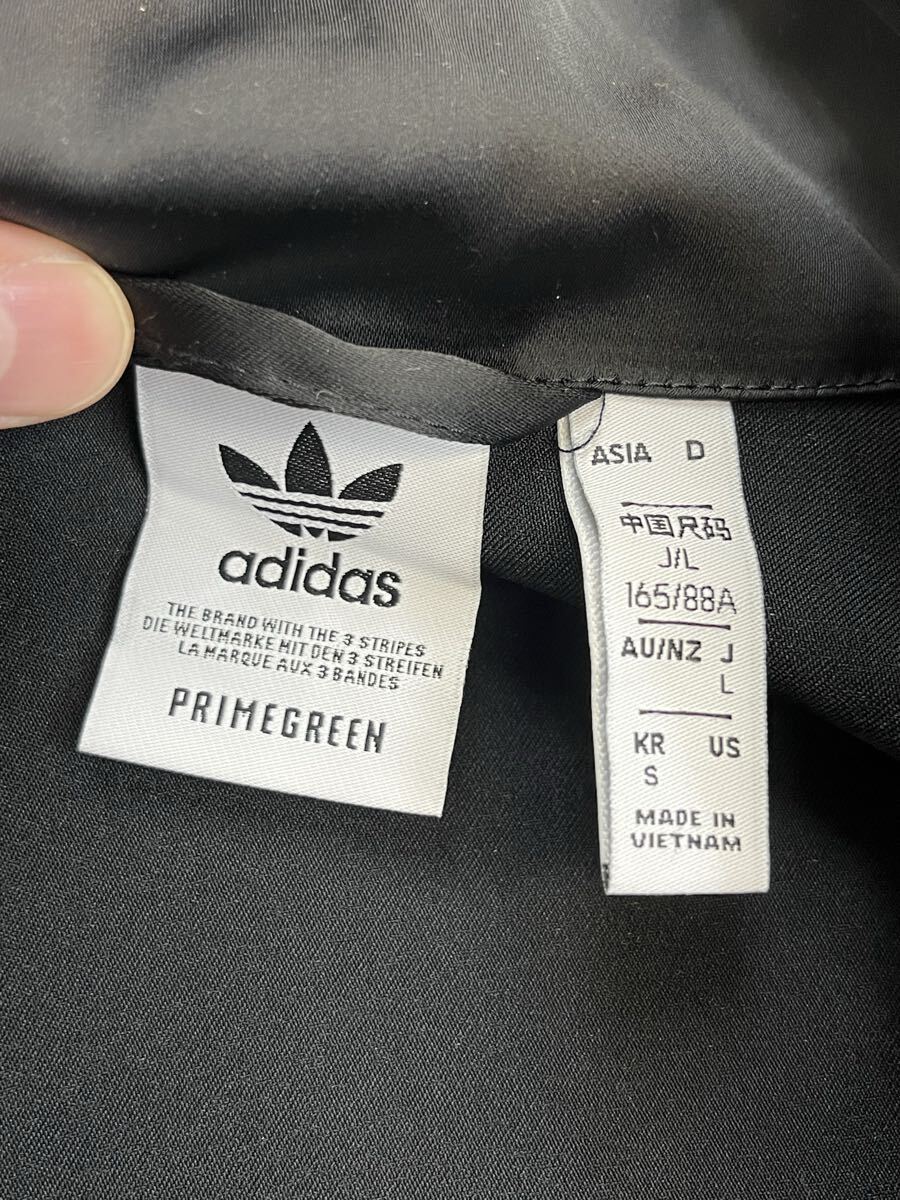 adidas
THE BRAND WITH THE 3 STRIPES
DIE WELTMARKE MIT DEN 3 STREIFEN
LA MARQUE AUX 3 BANDES
PRIMEGREEN
ASIA D
中国尺码
J/L
165/88A
AU/NZ J
L
KR US
S
MADE IN
VIETNAM